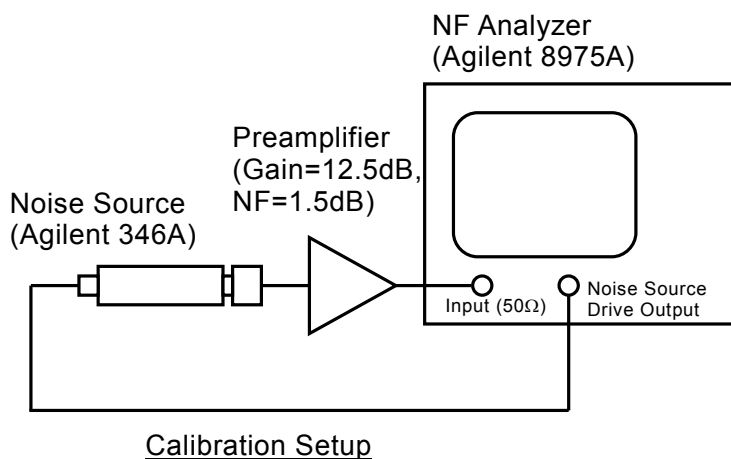 NF Analyzer
(Agilent 8975A)
Preamplifier
(Gain=12.5dB,
NF=1.5dB)
Noise Source
(Agilent 346A)
Input (50Ω)
Noise Source
Drive Output
Calibration Setup